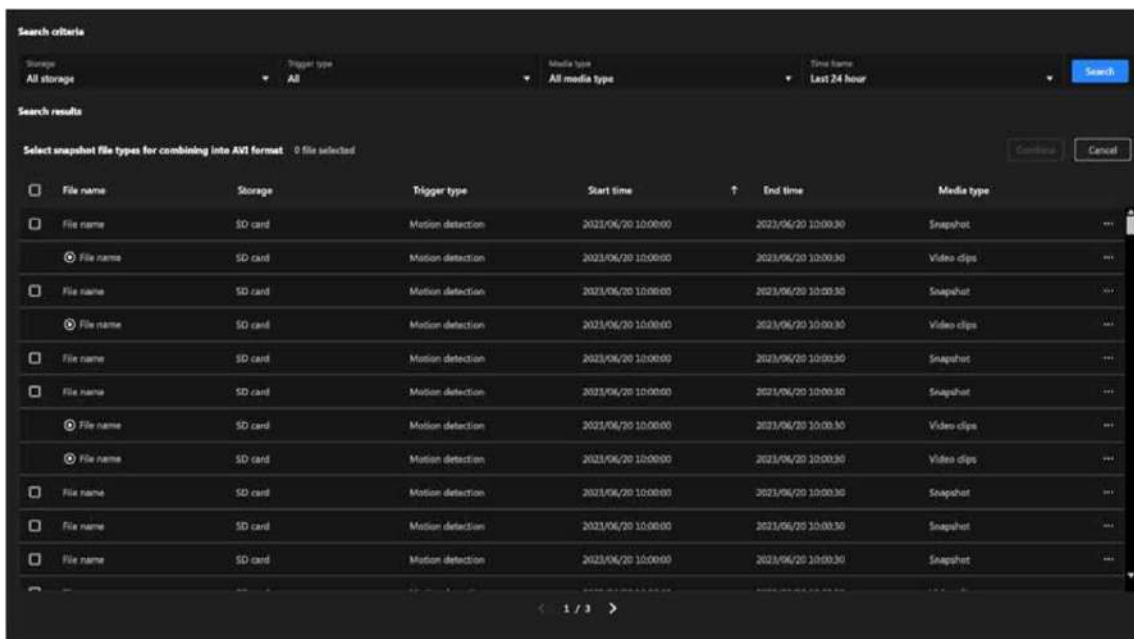 Search criteria
Storage Trigger type Media type Time frame
All storage All All media type Last 24 hour Search
Search results
Select snapshot file types for combining into AVI format 0 file selected Combine Cancel
File name Storage Trigger type Start time ↑ End time Media type
File name SD card Motion detection 2023/06/20 10:00:00 2023/06/20 10:00:30 Snapshot ...
File name SD card Motion detection 2023/06/20 10:00:00 2023/06/20 10:00:30 Video clips ...
File name SD card Motion detection 2023/06/20 10:00:00 2023/06/20 10:00:30 Snapshot ...
File name SD card Motion detection 2023/06/20 10:00:00 2023/06/20 10:00:30 Video clips ...
File name SD card Motion detection 2023/06/20 10:00:00 2023/06/20 10:00:30 Snapshot ...
File name SD card Motion detection 2023/06/20 10:00:00 2023/06/20 10:00:30 Snapshot ...
File name SD card Motion detection 2023/06/20 10:00:00 2023/06/20 10:00:30 Video clips ...
File name SD card Motion detection 2023/06/20 10:00:00 2023/06/20 10:00:30 Video clips ...
File name SD card Motion detection 2023/06/20 10:00:00 2023/06/20 10:00:30 Snapshot ...
File name SD card Motion detection 2023/06/20 10:00:00 2023/06/20 10:00:30 Snapshot ...
File name SD card Motion detection 2023/06/20 10:00:00 2023/06/20 10:00:30 Snapshot ...
< 1 / 3 >